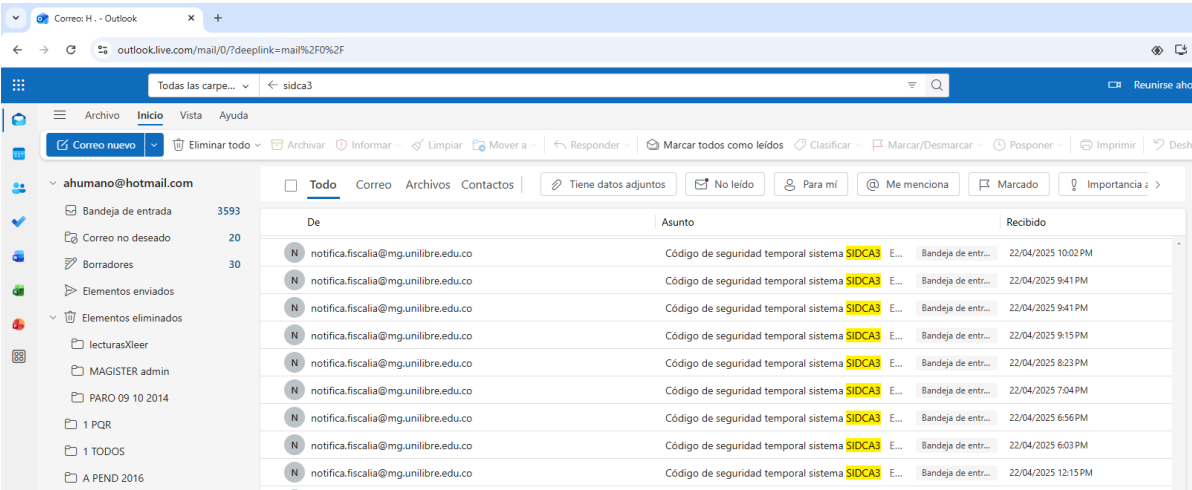 Correo: H . - Outlook
outlook.live.com/mail/0/?deeplink=mail%2F0%2F
Todas las carpe... sidca3 Reunirse aho
Archivo Inicio Vista Ayuda
Correo nuevo Eliminar todo Archivar Informar Limpiar Mover a Responder Marcar todos como leídos Clasificar Marcar/Desmarcar Posponer Imprimir Desh
ahumano@hotmail.com Todo Correo Archivos Contactos Tiene datos adjuntos No leído Para mí @ Me menciona Marcado Importancia a
Bandeja de entrada 3593
De Asunto Recibido
Correo no deseado 20
N notifica.fiscalia@mg.unilibre.edu.co Código de seguridad temporal sistema SIDCA3 E... Bandeja de entr... 22/04/2025 10:02 PM
Borradores 30
N notifica.fiscalia@mg.unilibre.edu.co Código de seguridad temporal sistema SIDCA3 E... Bandeja de entr... 22/04/2025 9:41 PM
Elementos enviados
N notifica.fiscalia@mg.unilibre.edu.co Código de seguridad temporal sistema SIDCA3 E... Bandeja de entr... 22/04/2025 9:41 PM
Elementos eliminados
N notifica.fiscalia@mg.unilibre.edu.co Código de seguridad temporal sistema SIDCA3 E... Bandeja de entr... 22/04/2025 9:15 PM
lecturasXleer
N notifica.fiscalia@mg.unilibre.edu.co Código de seguridad temporal sistema SIDCA3 E... Bandeja de entr... 22/04/2025 8:23 PM
MAGISTER admin
N notifica.fiscalia@mg.unilibre.edu.co Código de seguridad temporal sistema SIDCA3 E... Bandeja de entr... 22/04/2025 7:04 PM
PARO 09 10 2014
N notifica.fiscalia@mg.unilibre.edu.co Código de seguridad temporal sistema SIDCA3 E... Bandeja de entr... 22/04/2025 6:56 PM
1 PQR
N notifica.fiscalia@mg.unilibre.edu.co Código de seguridad temporal sistema SIDCA3 E... Bandeja de entr... 22/04/2025 6:03 PM
1 TODOS
N notifica.fiscalia@mg.unilibre.edu.co Código de seguridad temporal sistema SIDCA3 E... Bandeja de entr... 22/04/2025 12:15 PM
A PEND 2016